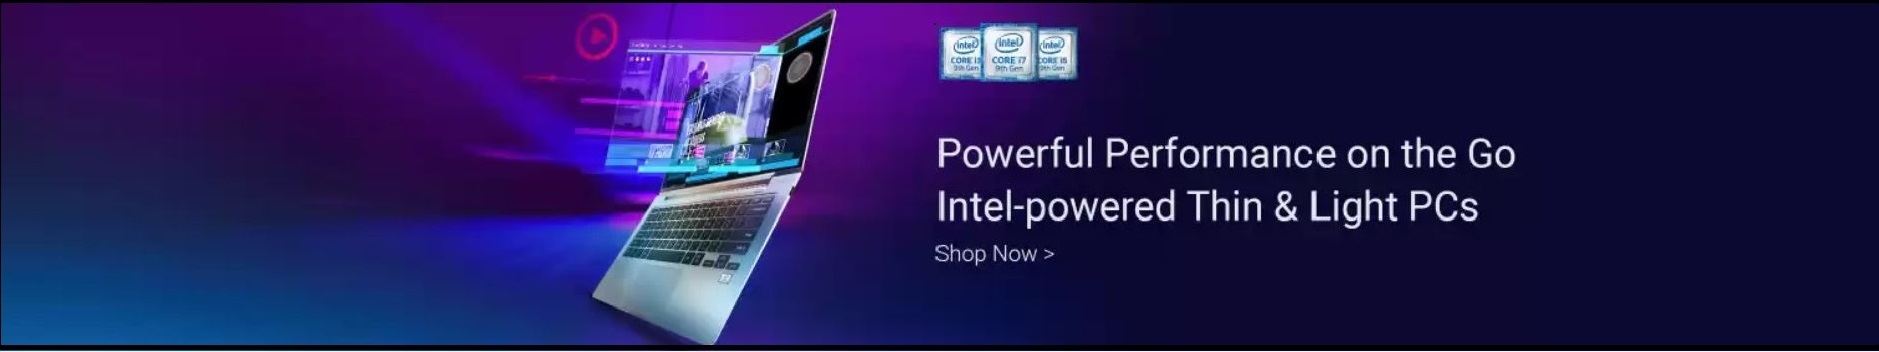 intel intel intel
CORE i3 CORE i7 CORE i5
9th Gen 9th Gen 9th Gen
Powerful Performance on the Go
Intel-powered Thin & Light PCs
Shop Now >